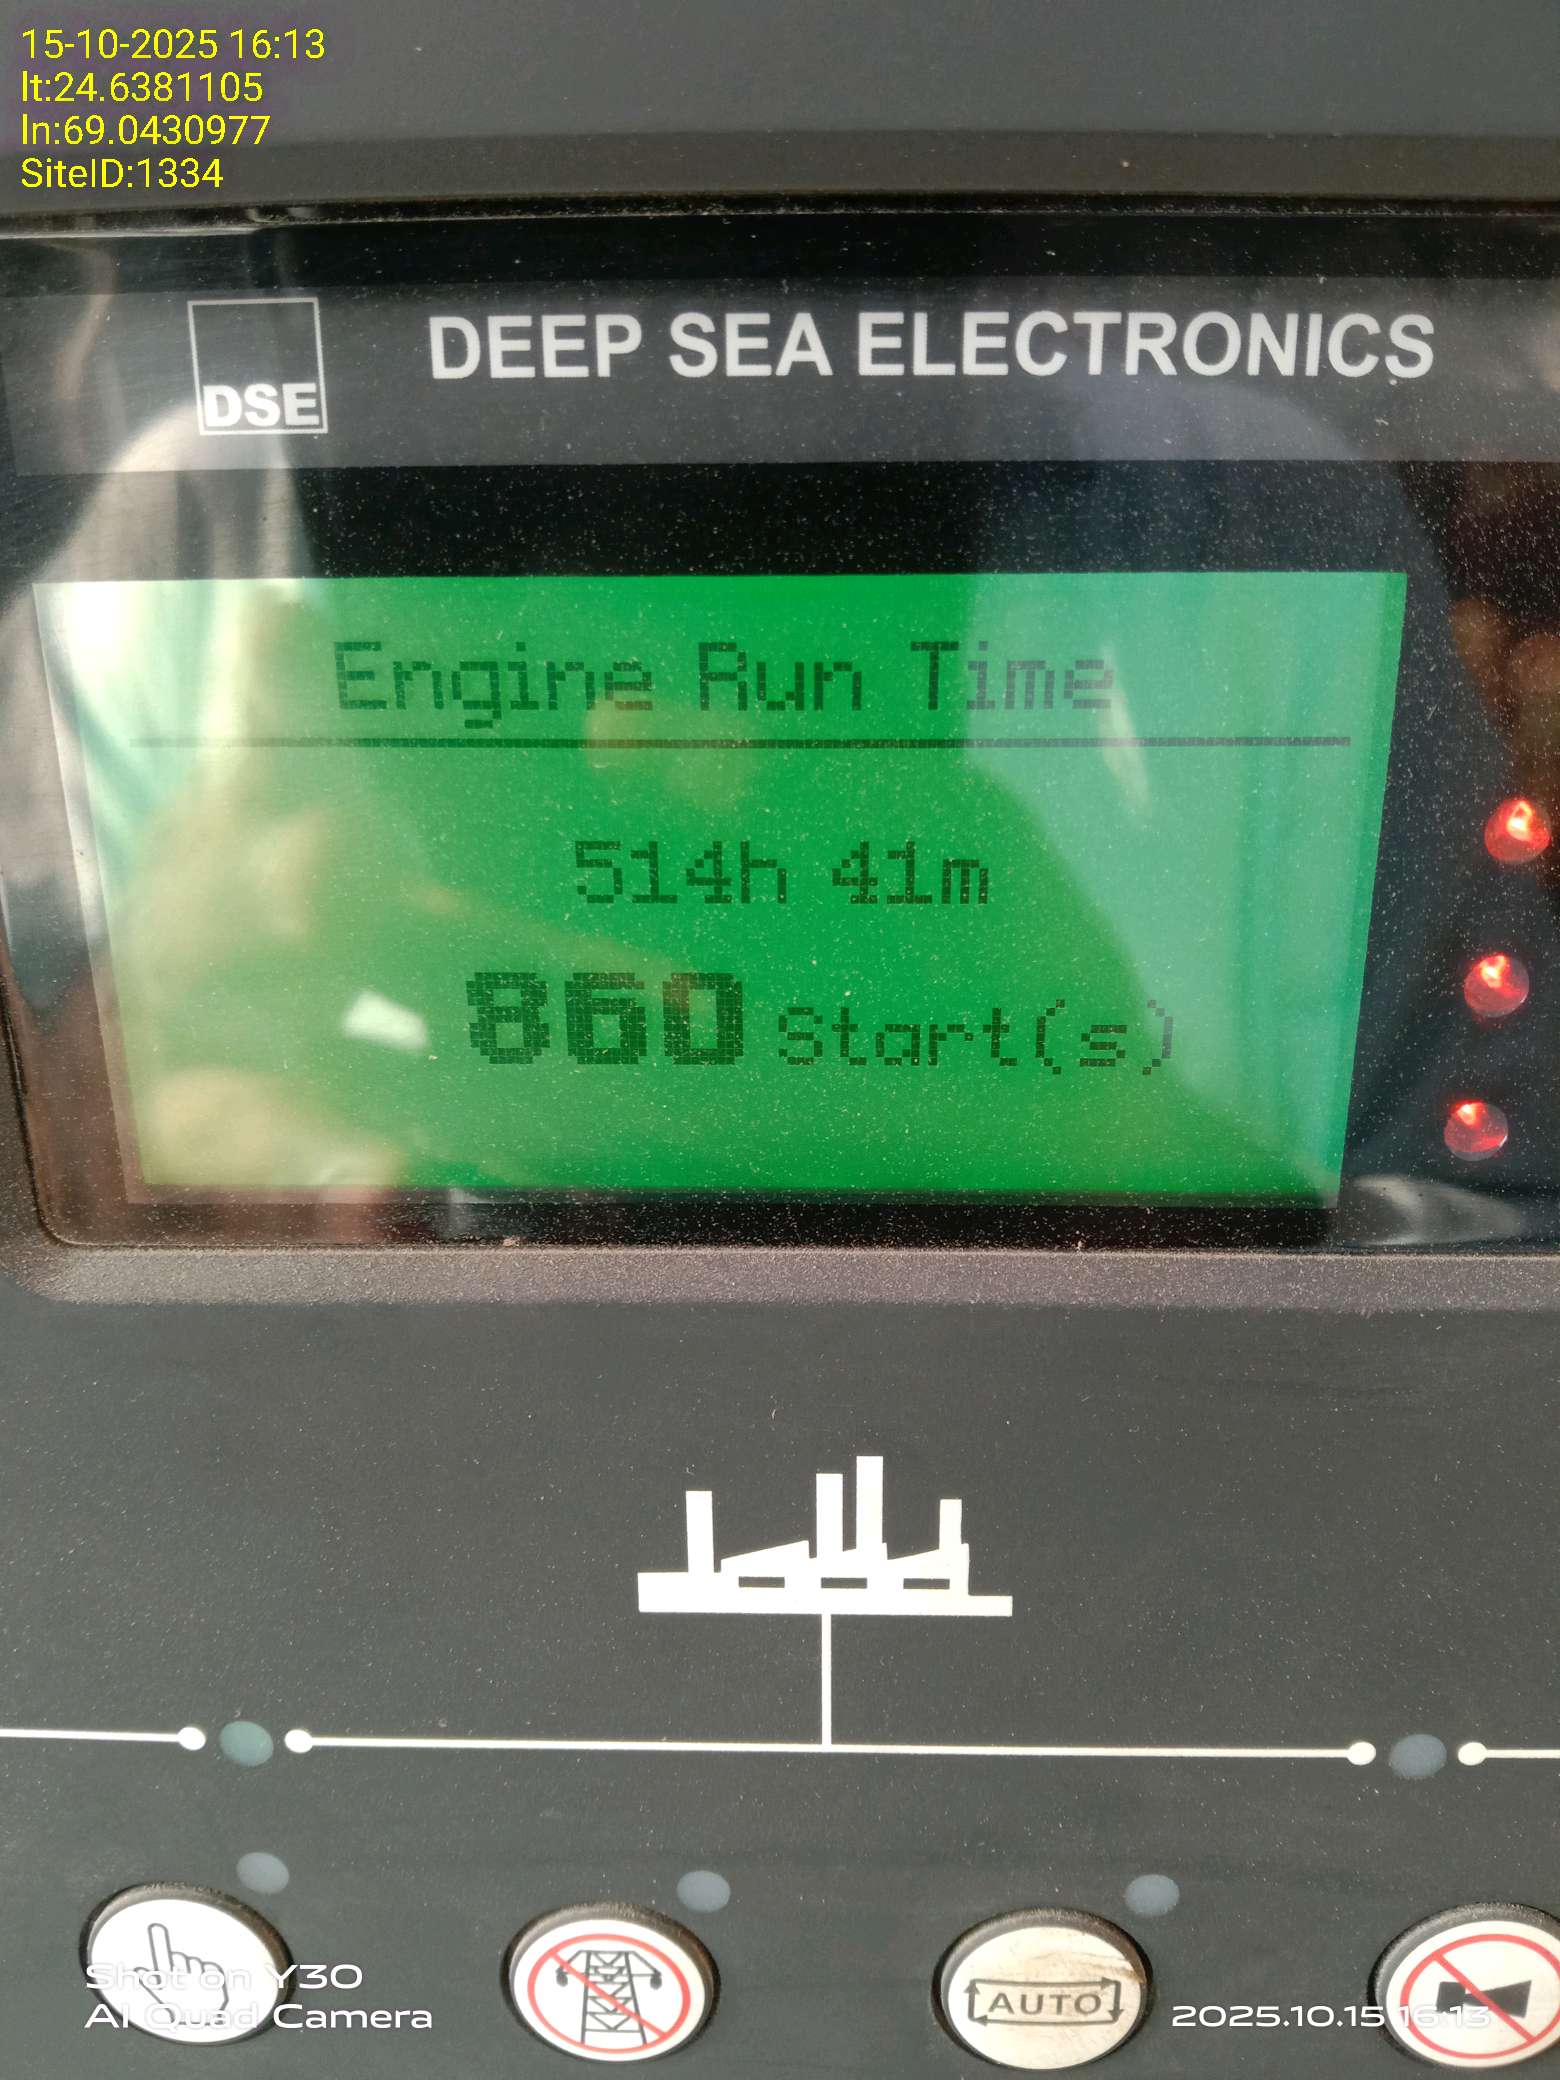 15-10-2025 16:13
lt:24.6381105
ln:69.0430977
SiteID:1334
DSE
DEEP SEA ELECTRONICS
Engine Run Time
514h 41m
860 Start(s)
AUTO
Shot on Y30
AI Quad Camera
2025.10.15 16:13